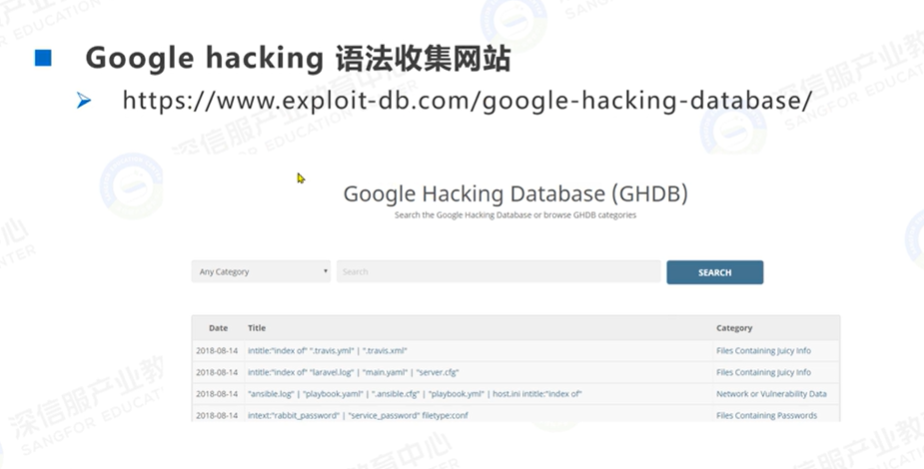 Google hacking 语法收集网站
https://www.exploit-db.com/google-hacking-database/
Google Hacking Database (GHDB)
Search the Google Hacking Database or browse GHDB categories
Any Category Search SEARCH
Date Title Category
2018-08-14 intitle:"index of" ".travis.yml" | ".travis.xml" Files Containing Juicy Info
2018-08-14 intitle:"index of" "laravel.log" | "main.yaml" | "server.cfg" Files Containing Juicy Info
2018-08-14 "ansible.log" | "playbook.yaml" | ".ansible.cfg" | "playbook.yml" | host.ini intitle:"index of" Network or Vulnerability Data
2018-08-14 intext:"rabbit_password" | "service_password" filetype:conf Files Containing Passwords
深信服产业教育中心
SANGFOR EDUCATION CENTER